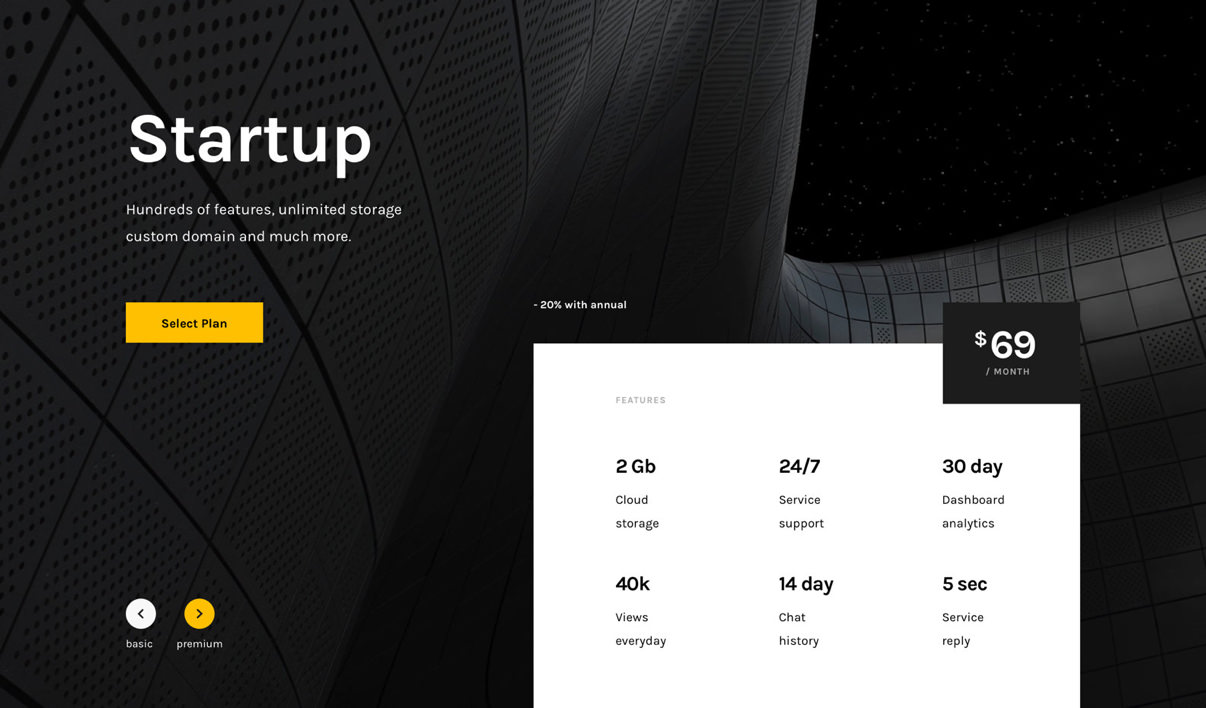 Startup
Hundreds of features, unlimited storage
custom domain and much more.
Select Plan
- 20% with annual
$69
/ MONTH
FEATURES
2 Gb
Cloud
storage
24/7
Service
support
30 day
Dashboard
analytics
40k
Views
everyday
14 day
Chat
history
5 sec
Service
reply
basic
premium